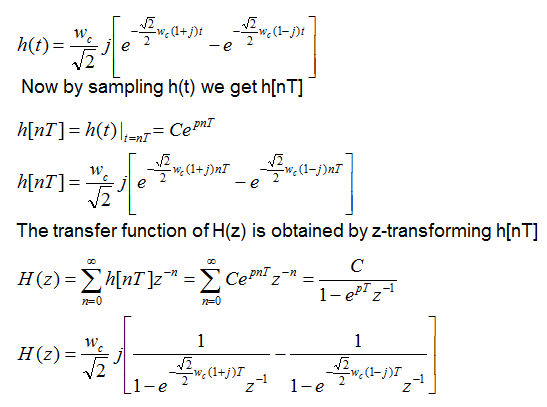 h(t) = \frac{w_c}{\sqrt{2}} j \left[ e^{-\frac{\sqrt{2}}{2} w_c (1+j)t} - e^{-\frac{\sqrt{2}}{2} w_c (1-j)t} \right]
Now by sampling h(t) we get h[nT]
h[nT] = h(t)|_{t=nT} = Ce^{pnT}
h[nT] = \frac{w_c}{\sqrt{2}} j \left[ e^{-\frac{\sqrt{2}}{2} w_c (1+j)nT} - e^{-\frac{\sqrt{2}}{2} w_c (1-j)nT} \right]
The transfer function of H(z) is obtained by z-transforming h[nT]
H(z) = \sum_{n=0}^{\infty} h[nT]z^{-n} = \sum_{n=0}^{\infty} Ce^{pnT} z^{-n} = \frac{C}{1 - e^{pT} z^{-1}}
H(z) = \frac{w_c}{\sqrt{2}} j \left[ \frac{1}{1 - e^{-\frac{\sqrt{2}}{2} w_c (1+j)T} z^{-1}} - \frac{1}{1 - e^{-\frac{\sqrt{2}}{2} w_c (1-j)T} z^{-1}} \right]